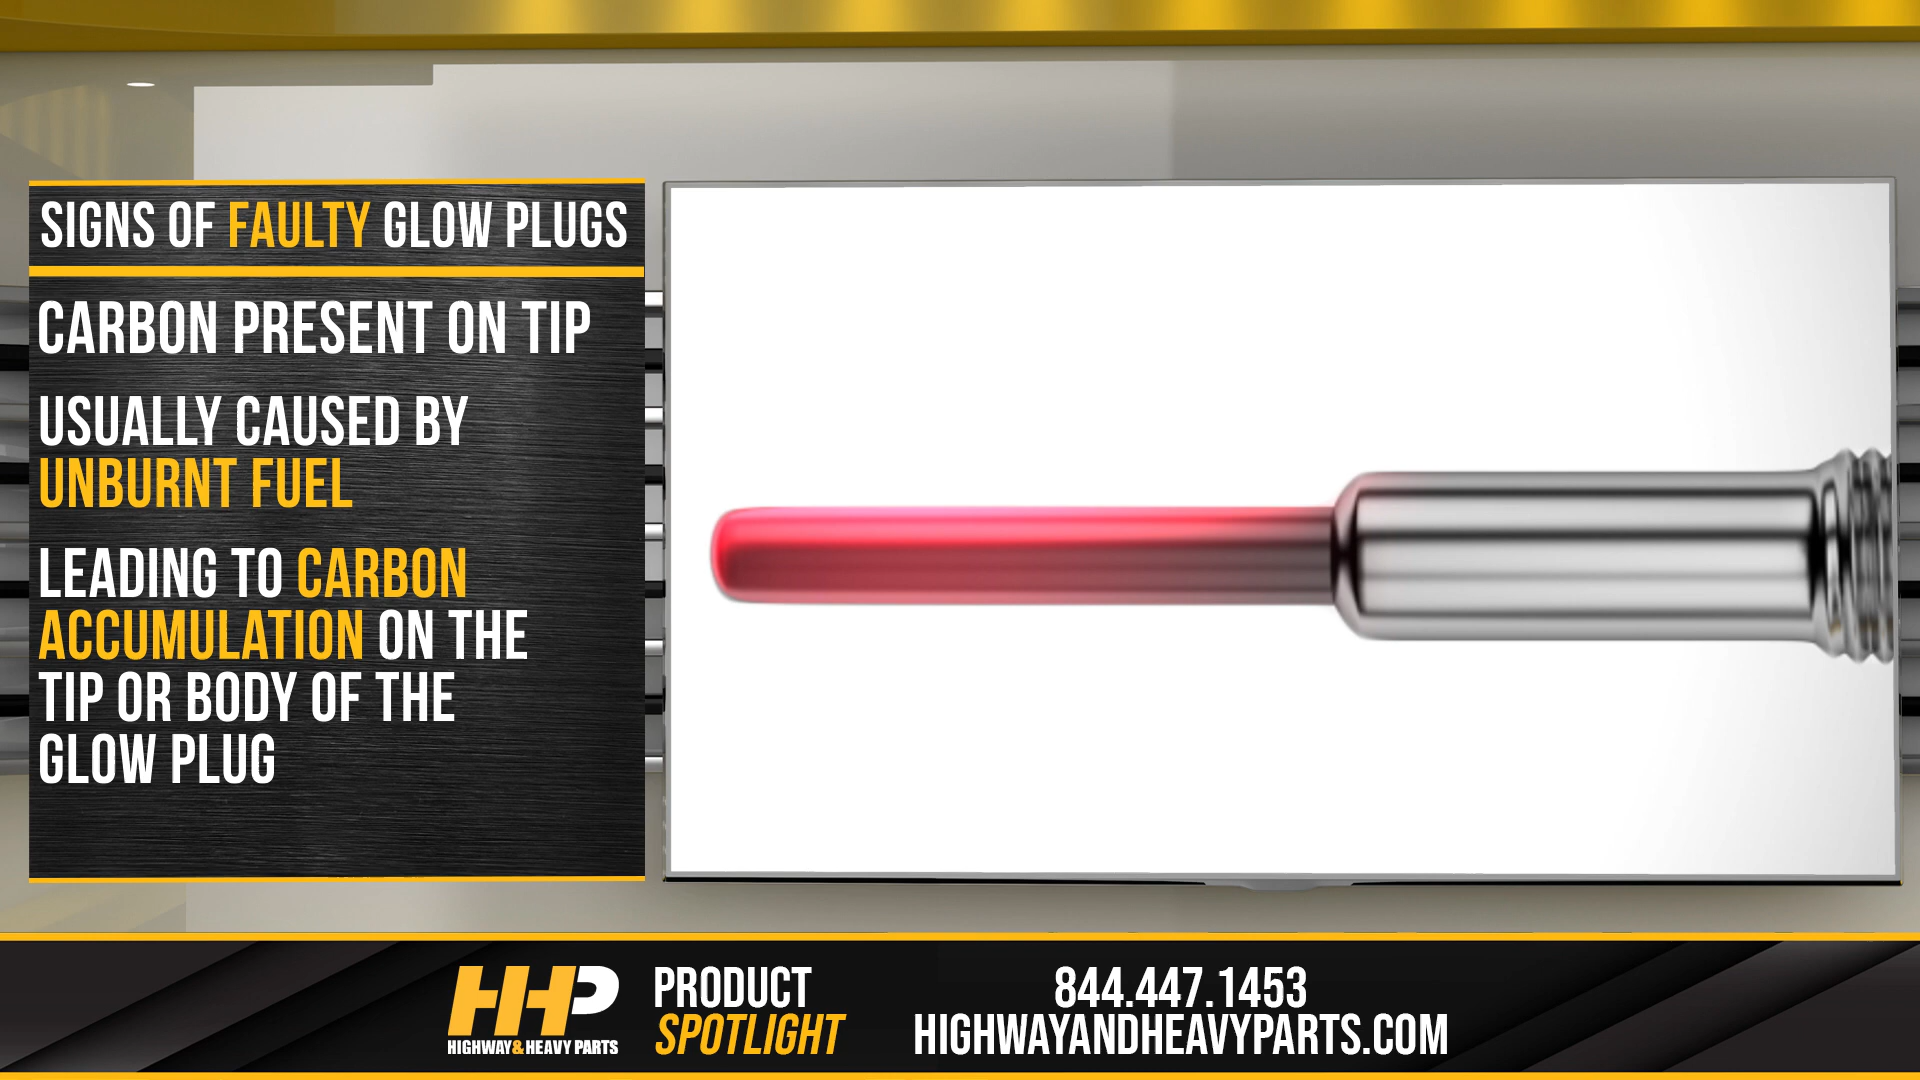 SIGNS OF FAULTY GLOW PLUGS
CARBON PRESENT ON TIP
USUALLY CAUSED BY
UNBURNT FUEL
LEADING TO CARBON
ACCUMULATION ON THE
TIP OR BODY OF THE
GLOW PLUG
HHP
HIGHWAY&HEAVY PARTS
PRODUCT
SPOTLIGHT
844.447.1453
HIGHWAYANDHEAVYPARTS.COM